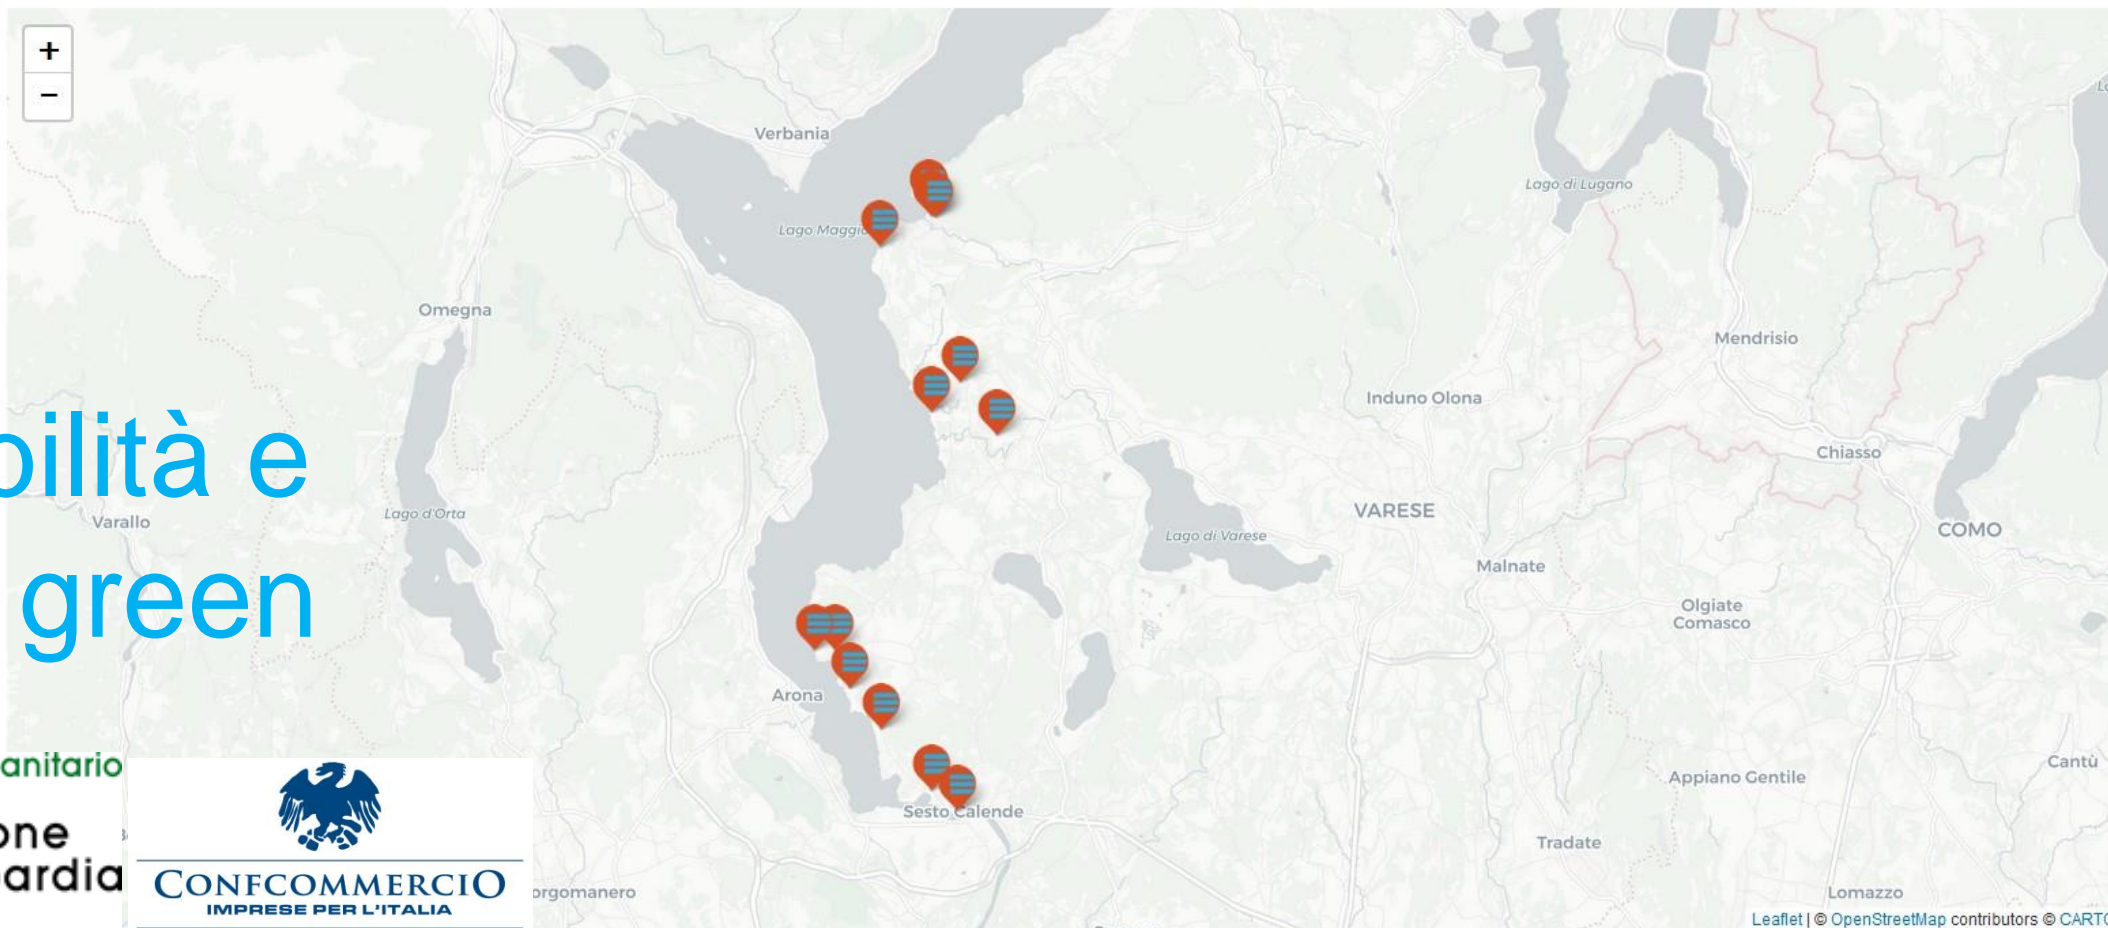 +
−
Verbania
Lago di Lugano
Lago Maggi
Omegna
Mendrisio
Induno Olona
bilità e
Chiasso
Varallo
Lago d'Orta
VARESE
Lago di Varese
COMO
Malnate
green
Olgiate
Comasco
Arona
anitario
Cantù
Appiano Gentile
Sesto Calende
one
ardia
Tradate
CONFCOMMERCIO
IMPRESE PER L'ITALIA
orgomanero
Lomazzo
Leaflet | © OpenStreetMap contributors © CARTO